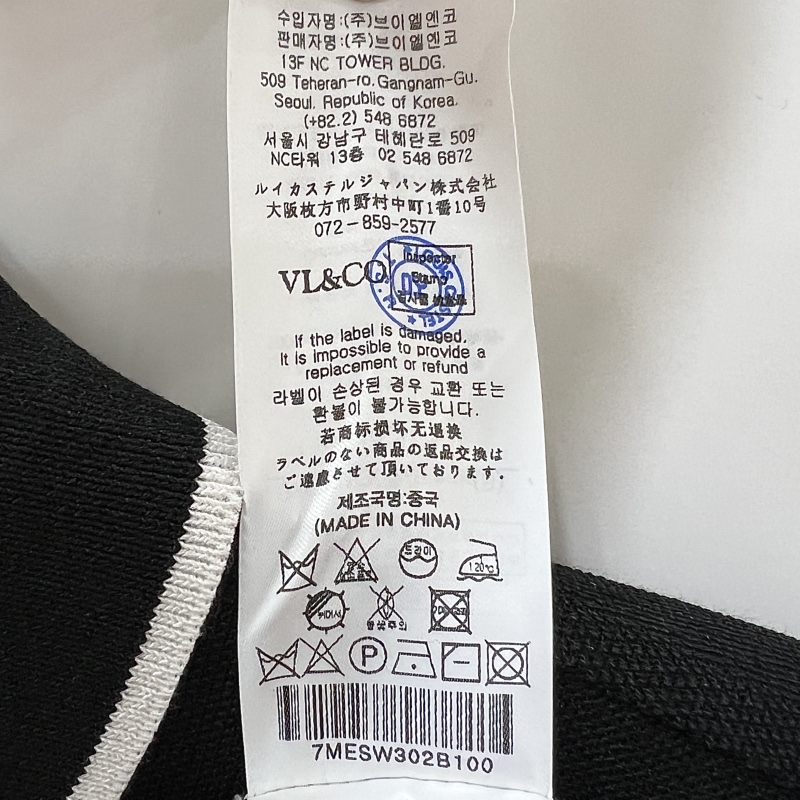 수입자명:(주)브이엘엔코
판매자명:(주)브이엘엔코
13F NC TOWER BLDG.
509 Teheran-ro.Gangnam-Gu.
Seoul. Republic of Korea.
(+82.2) 548 6872
서울시 강남구 테헤란로 509
NC타워 13층 02 548 6872
ルイカステルジャパン株式会社
大阪枚方市野村中町1番10号
072-859-2577
VL&CO
Inspector
If the label is damaged,
It is impossible to provide a
replacement or refund
라벨이 손상된 경우 교환 또는
환불이 불가능합니다.
若商标损坏无退换
ラベルのない商品の返品交換は
ご遠慮させて頂いております.
제조국명:중국
(MADE IN CHINA)
드라이
120℃
P
7MESW302B100